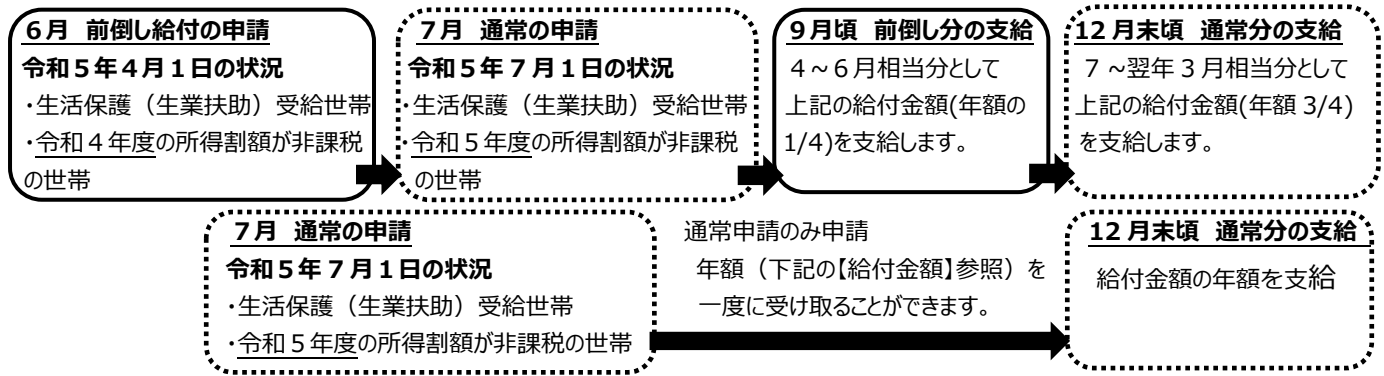 ６月 前倒し給付の申請
令和５年４月１日の状況
・生活保護（生業扶助）受給世帯
・令和４年度の所得割額が非課税
の世帯
７月 通常の申請
令和５年７月１日の状況
・生活保護（生業扶助）受給世帯
・令和５年度の所得割額が非課税
の世帯
９月頃 前倒し分の支給
４～６月相当分として
上記の給付金額(年額の
1/4)を支給します。
12 月末頃 通常分の支給
７～翌年３月相当分として
上記の給付金額(年額 3/4)
を支給します。
７月 通常の申請
令和５年７月１日の状況
・生活保護（生業扶助）受給世帯
・令和５年度の所得割額が非課税の世帯
通常申請のみ申請
年額（下記の【給付金額】参照）を
一度に受け取ることができます。
12 月末頃 通常分の支給
給付金額の年額を支給